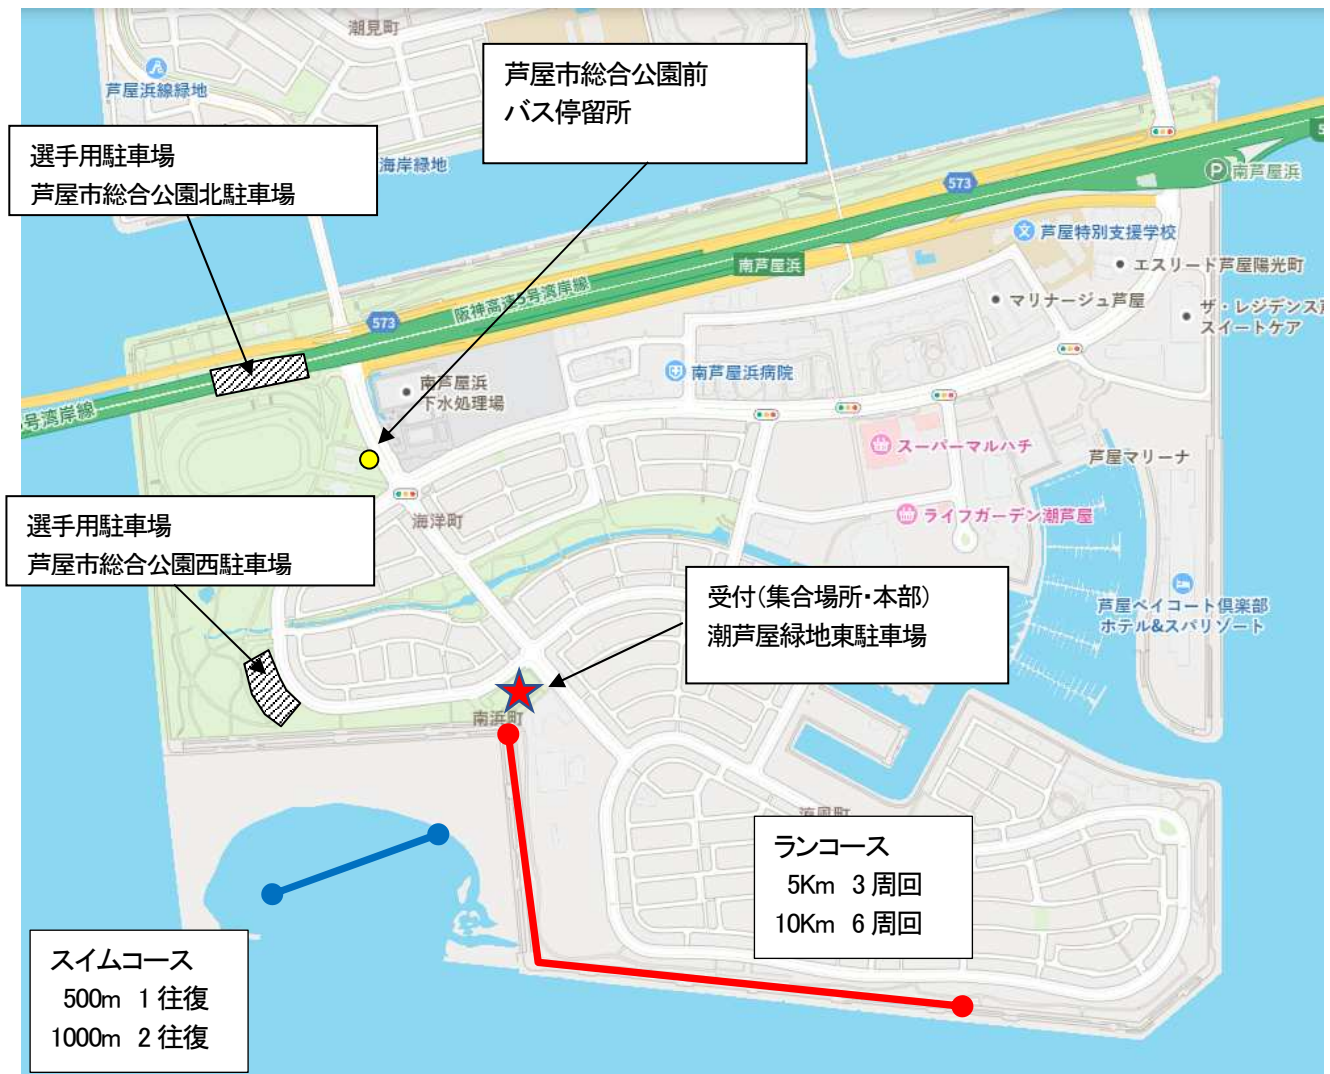 潮見町
芦屋浜線緑地
芦屋市総合公園前
バス停留所
選手用駐車場
芦屋市総合公園北駐車場
海岸緑地
573
南芦屋浜
芦屋特別支援学校
エスリード芦屋陽光町
南芦屋浜
阪神高速5号湾岸線
マリナージュ芦屋
ザ・レジデンス芦
スイートケア
573
南芦屋浜病院
南芦屋浜
下水処理場
号湾岸線
スーパーマルハチ
芦屋マリーナ
選手用駐車場
芦屋市総合公園西駐車場
海洋町
ライフガーデン潮芦屋
受付(集合場所・本部)
潮芦屋緑地東駐車場
芦屋ベイコート倶楽部
ホテル&スパリゾート
南浜町
海風町
ランコース
5Km 3 周回
10Km 6 周回
スイムコース
500m 1 往復
1000m 2 往復